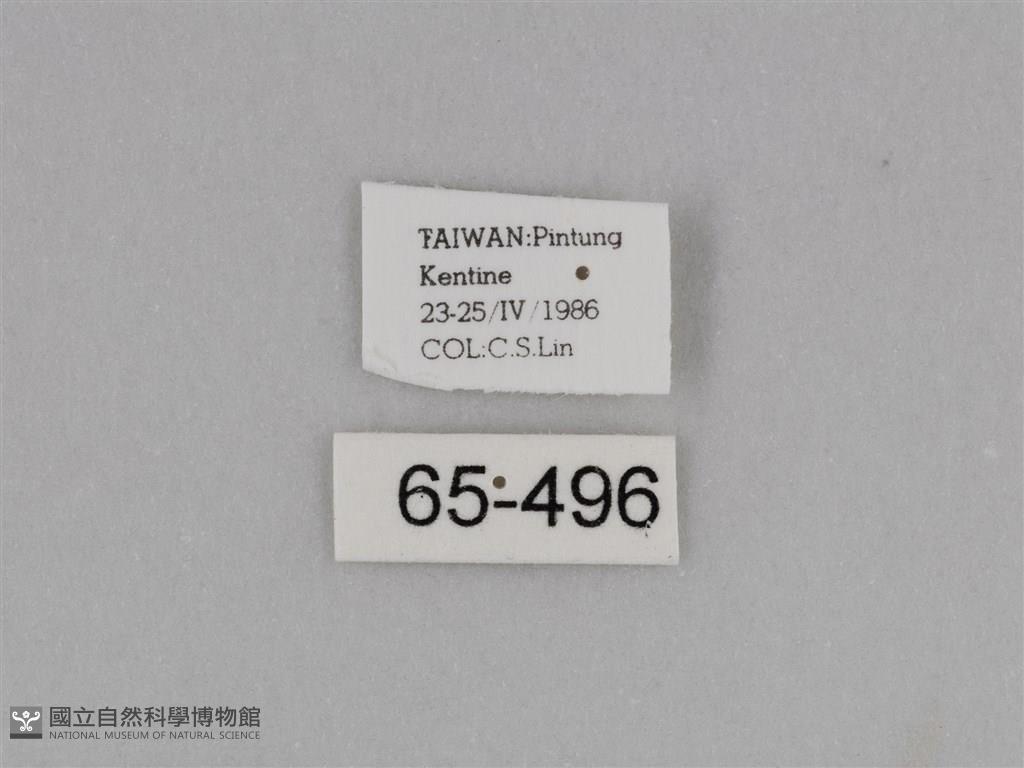 TAIWAN:Pintung
Kentine
23-25/IV/1986
COL:C.S.Lin
65-496
國立自然科學博物館
NATIONAL MUSEUM OF NATURAL SCIENCE